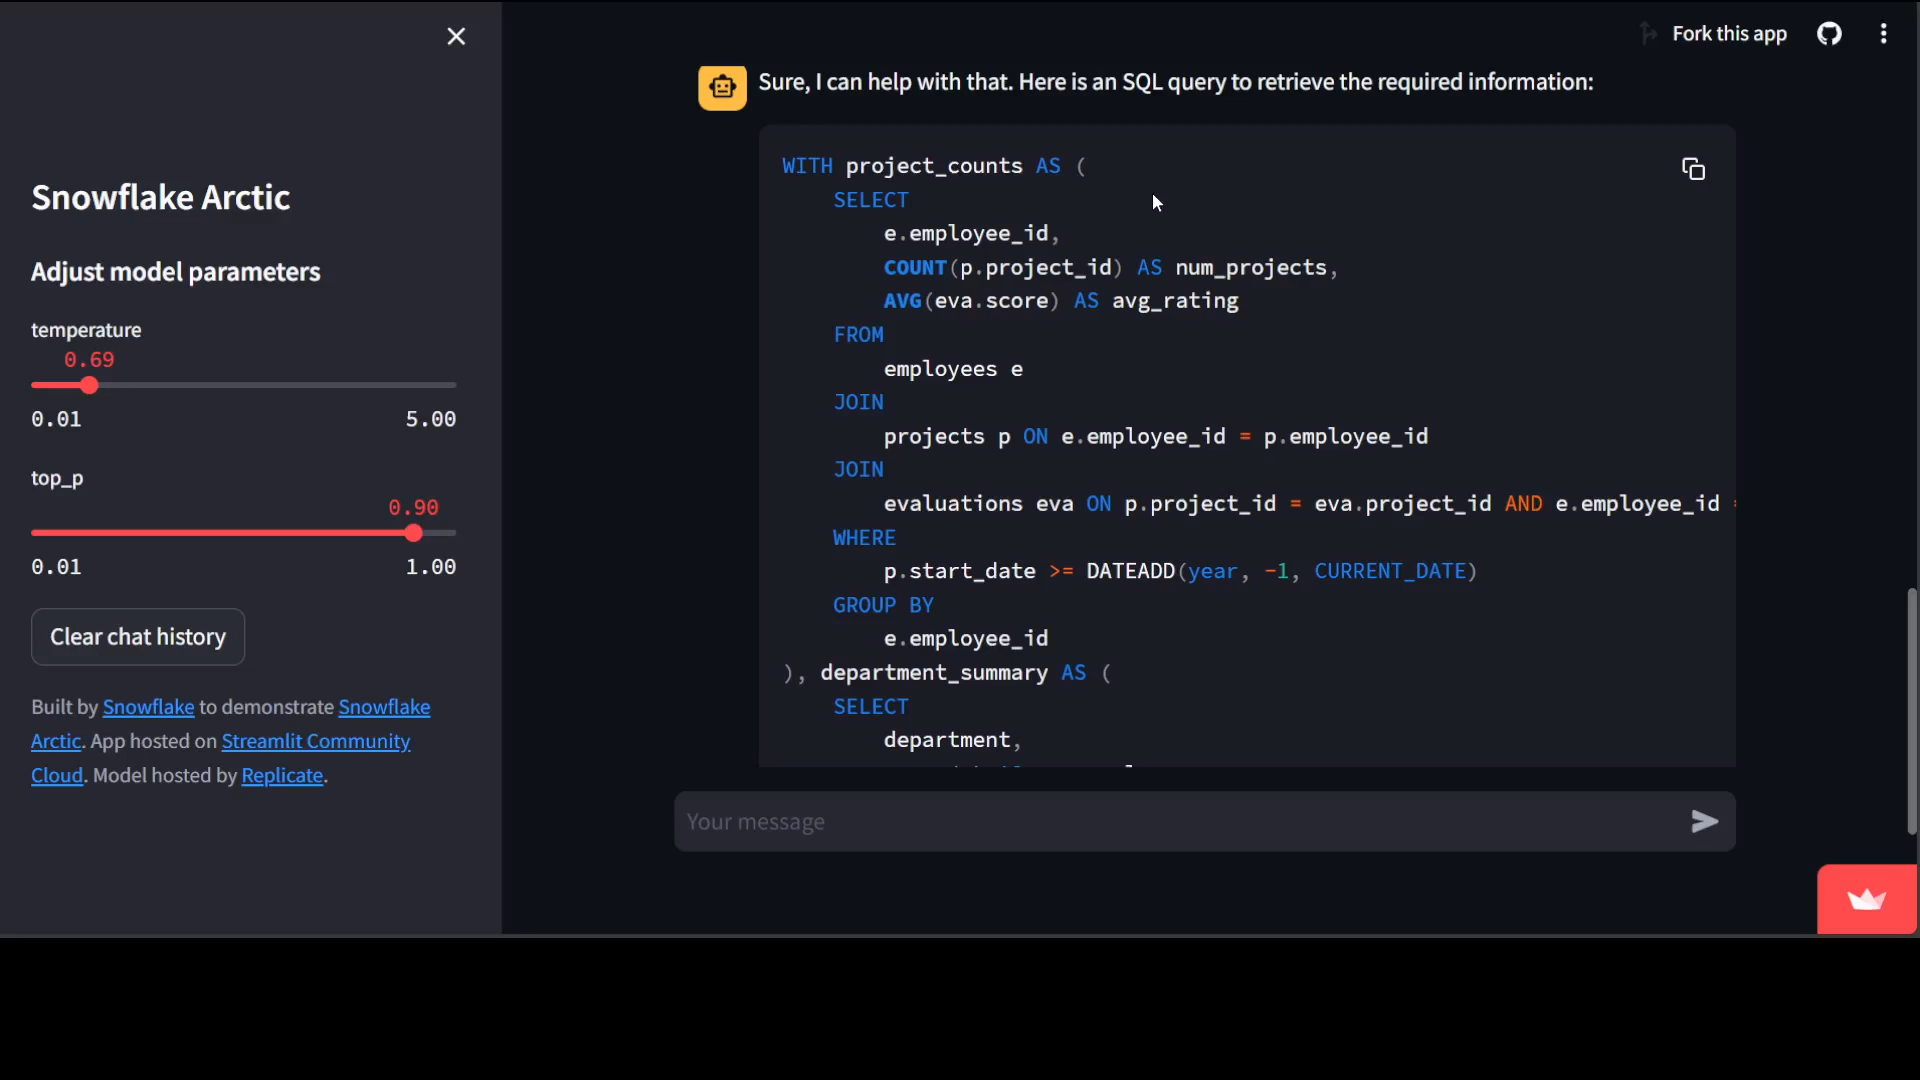 Fork this app
Snowflake Arctic
Adjust model parameters
temperature
0.69
0.01 5.00
top_p
0.90
0.01 1.00
Clear chat history
Built by Snowflake to demonstrate Snowflake
Arctic. App hosted on Streamlit Community
Cloud. Model hosted by Replicate.
Sure, I can help with that. Here is an SQL query to retrieve the required information:
WITH project_counts AS (
SELECT
e.employee_id,
COUNT(p.project_id) AS num_projects,
AVG(eva.score) AS avg_rating
FROM
employees e
JOIN
projects p ON e.employee_id = p.employee_id
JOIN
evaluations eva ON p.project_id = eva.project_id AND e.employee_id
WHERE
p.start_date >= DATEADD(year, -1, CURRENT_DATE)
GROUP BY
e.employee_id
), department_summary AS (
SELECT
department,
Your message